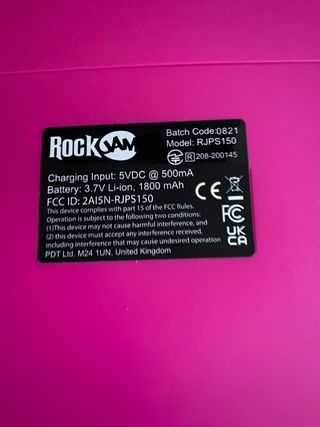 RockJAM
Batch Code:0821
Model: RJPS150
R 208-200145
Charging Input: 5VDC @ 500mA
Battery: 3.7V Li-ion, 1800 mAh
FCC ID: 2AI5N-RJPS150
This device complies with part 15 of the FCC Rules.
Operation is subject to the following two conditions:
(1)This device may not cause harmful interference, and
(2) this device must accept any interference received,
including interference that may cause undesired operation
PDT Ltd. M24 1UN, United Kingdom
CE
FC
UK
CA